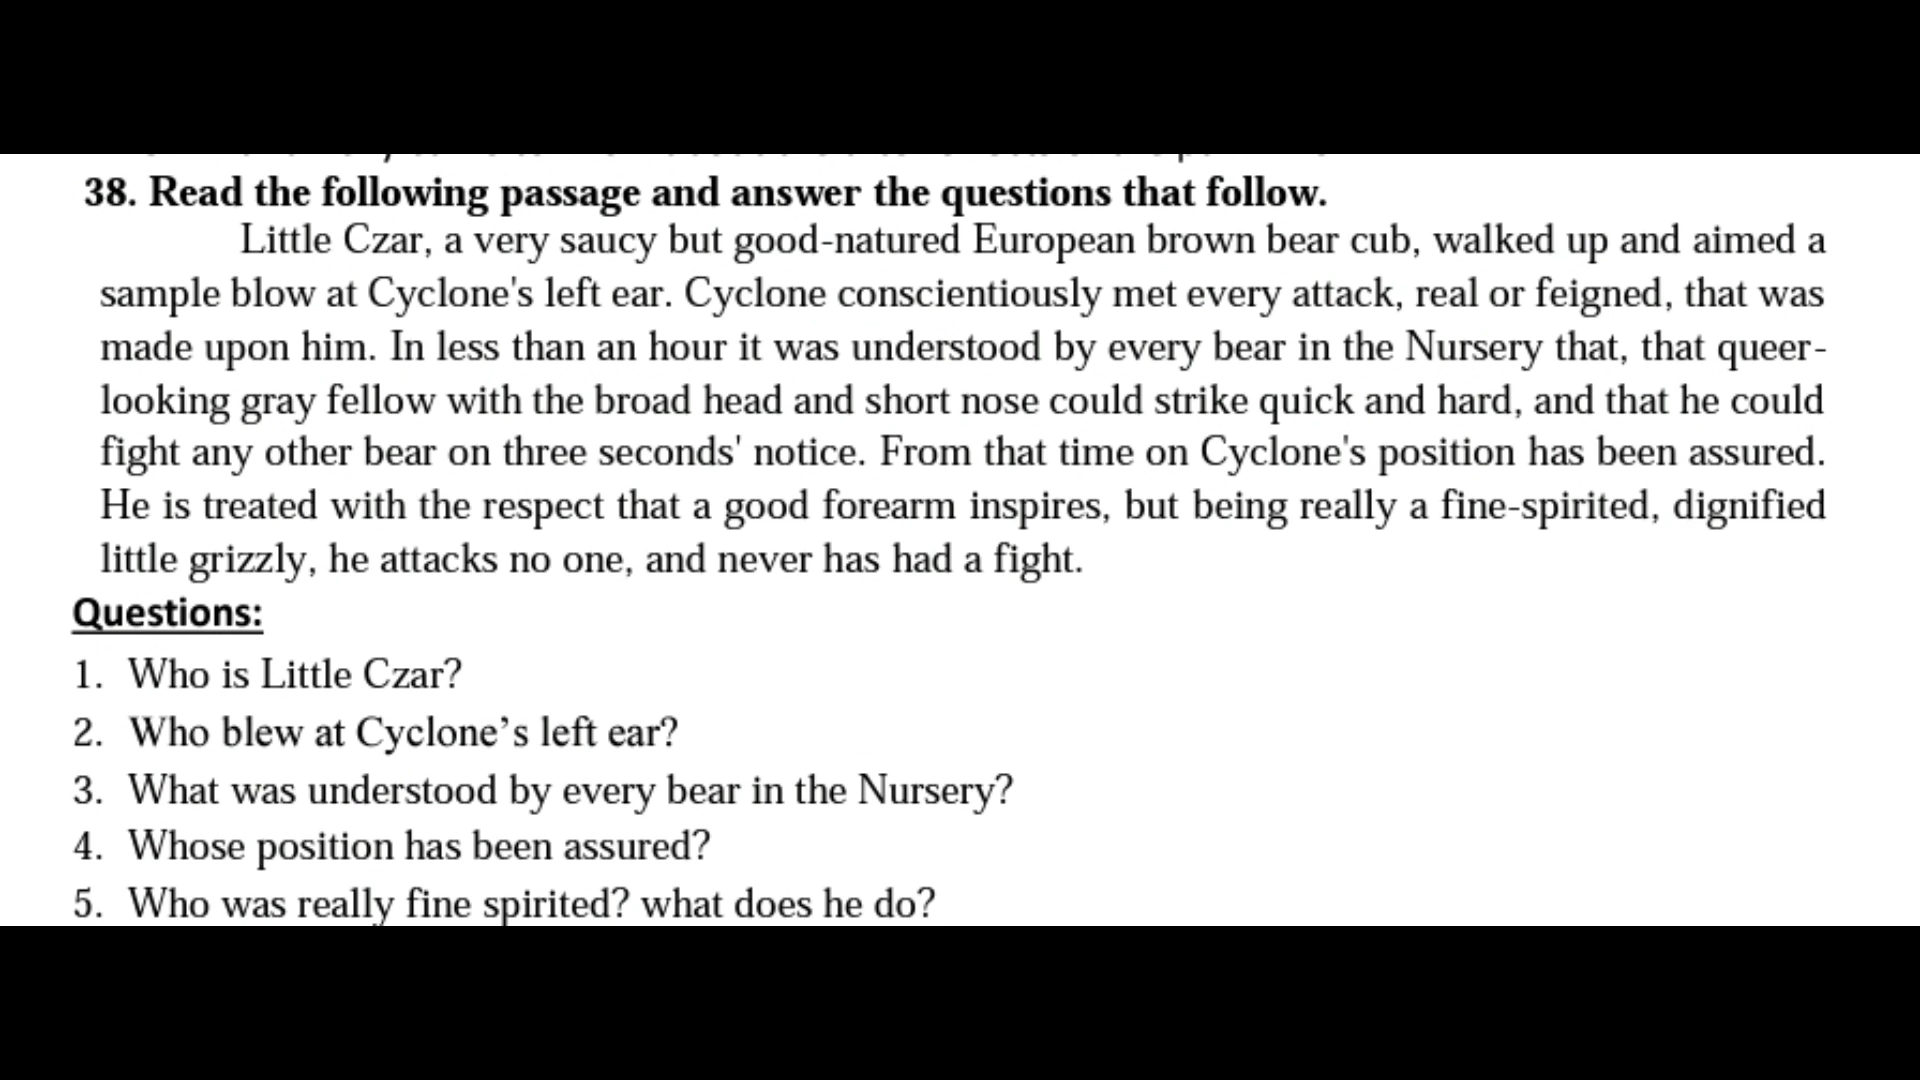 38. Read the following passage and answer the questions that follow.
Little Czar, a very saucy but good-natured European brown bear cub, walked up and aimed a
sample blow at Cyclone's left ear. Cyclone conscientiously met every attack, real or feigned, that was
made upon him. In less than an hour it was understood by every bear in the Nursery that, that queer-
looking gray fellow with the broad head and short nose could strike quick and hard, and that he could
fight any other bear on three seconds' notice. From that time on Cyclone's position has been assured.
He is treated with the respect that a good forearm inspires, but being really a fine-spirited, dignified
little grizzly, he attacks no one, and never has had a fight.
Questions:
1. Who is Little Czar?
2. Who blew at Cyclone’s left ear?
3. What was understood by every bear in the Nursery?
4. Whose position has been assured?
5. Who was really fine spirited? what does he do?